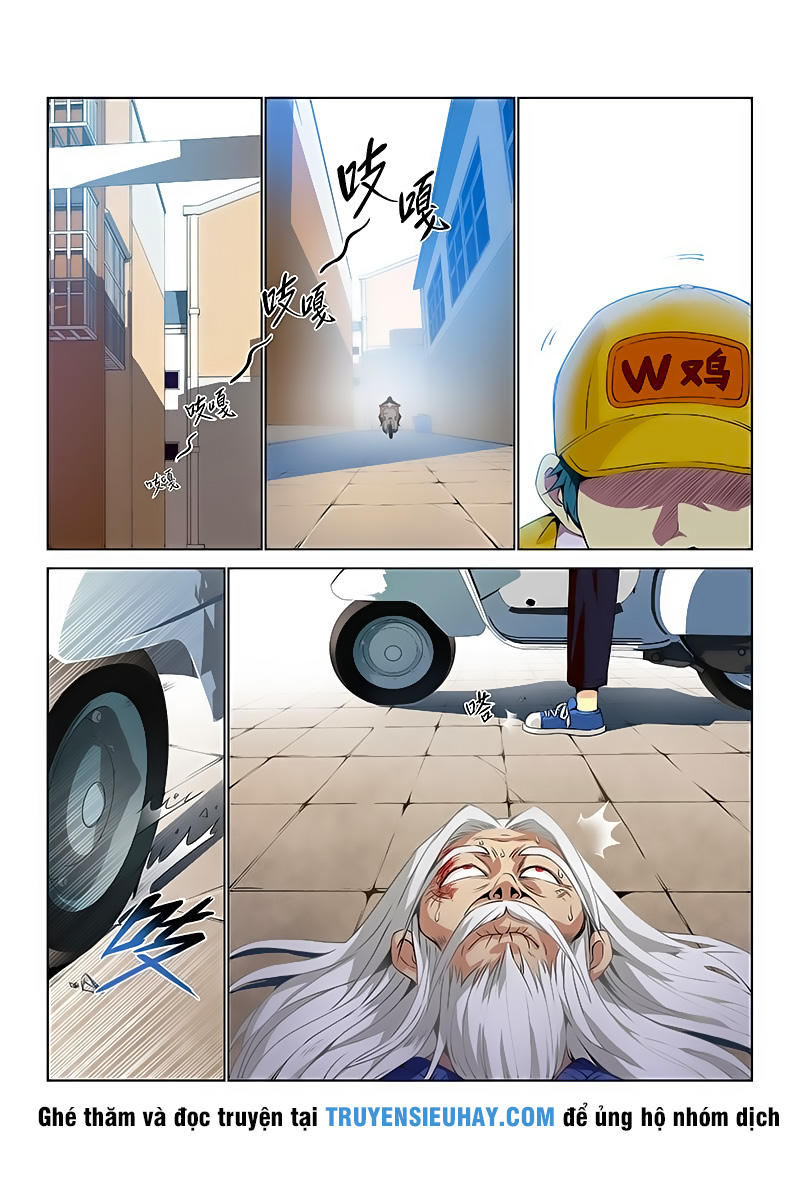 吱嘎
吱嘎
吱嘎
吱嘎
W鸡
吱
嗒
Ghé thăm và đọc truyện tại TRUYENSIEUHAY.COM để ủng hộ nhóm dịch